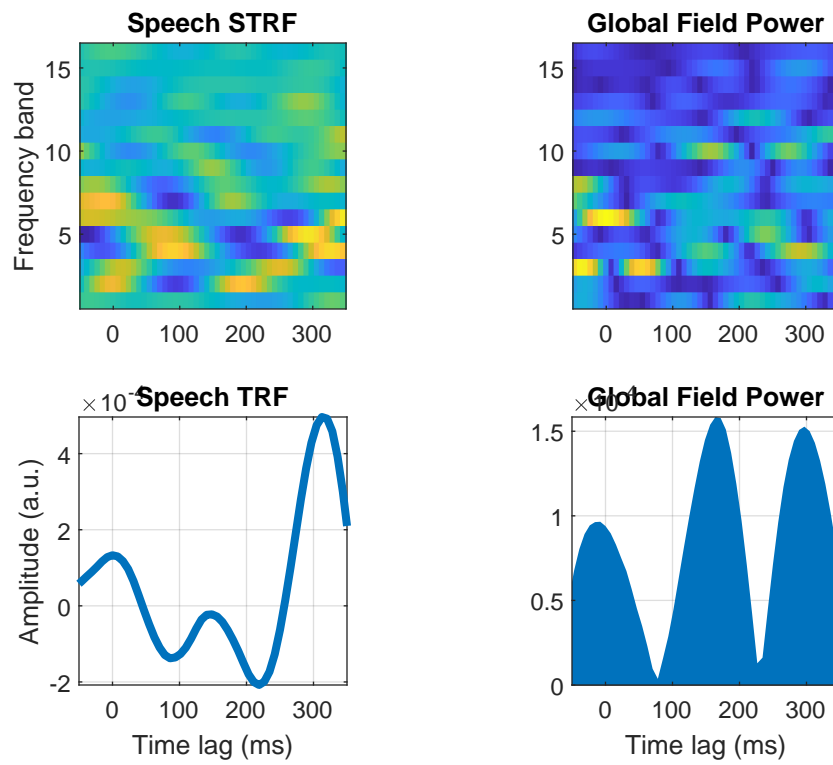 Speech STRF
Frequency band
15
10
5
0 100 200 300
Global Field Power
0 100 200 300
Speech TRF
×10-4
Amplitude (a.u.)
4
2
0
-2
0 100 200 300
Time lag (ms)
Global Field Power
1.5
1
0.5
0
0 100 200 300
Time lag (ms)